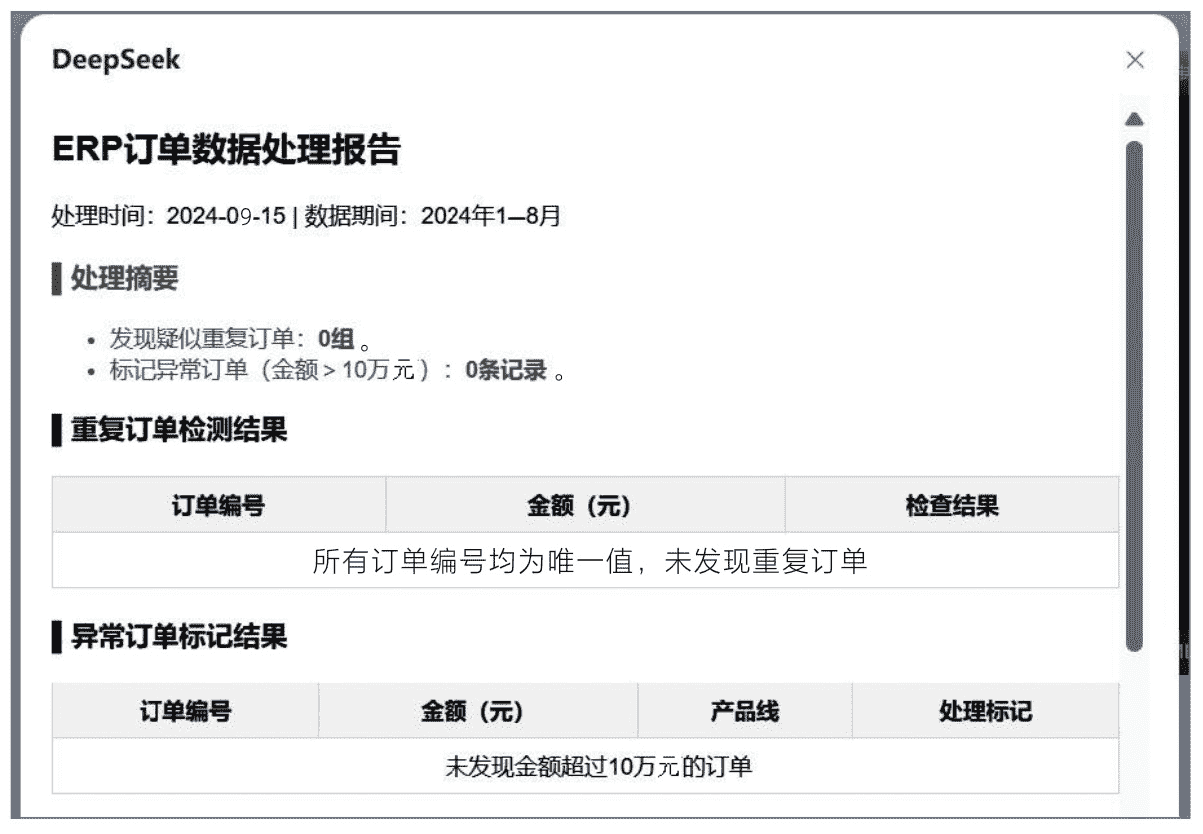 DeepSeek
ERP订单数据处理报告
处理时间：2024-09-15 | 数据期间：2024年1—8月
处理摘要
• 发现疑似重复订单：0组 。
• 标记异常订单（金额 > 10万元）：0条记录 。
重复订单检测结果
订单编号 金额（元） 检查结果
所有订单编号均为唯一值，未发现重复订单
异常订单标记结果
订单编号 金额（元） 产品线 处理标记
未发现金额超过10万元的订单